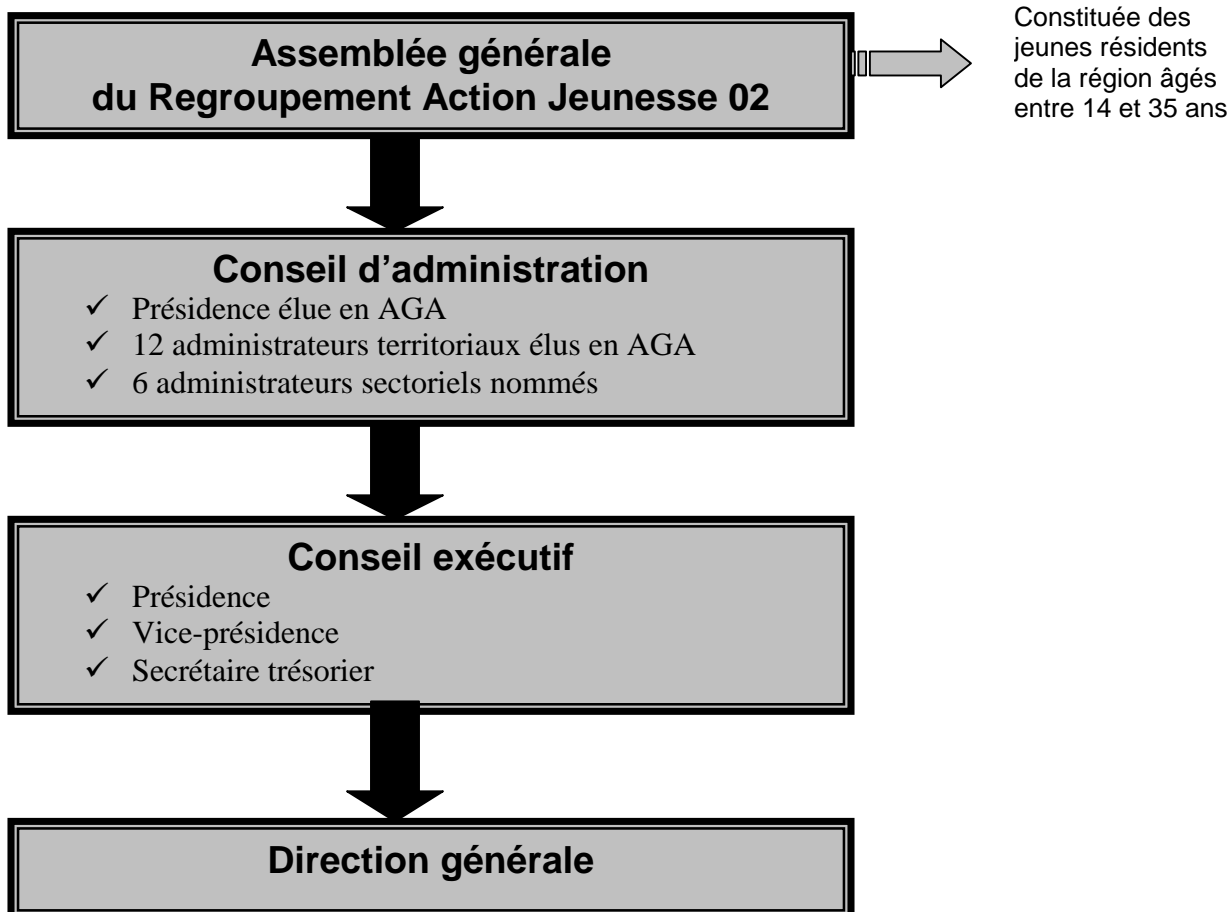 Assemblée générale
du Regroupement Action Jeunesse 02
Constituée des
jeunes résidents
de la région âgés
entre 14 et 35 ans
Conseil d’administration
✓ Présidence élue en AGA
✓ 12 administrateurs territoriaux élus en AGA
✓ 6 administrateurs sectoriels nommés
Conseil exécutif
✓ Présidence
✓ Vice-présidence
✓ Secrétaire trésorier
Direction générale